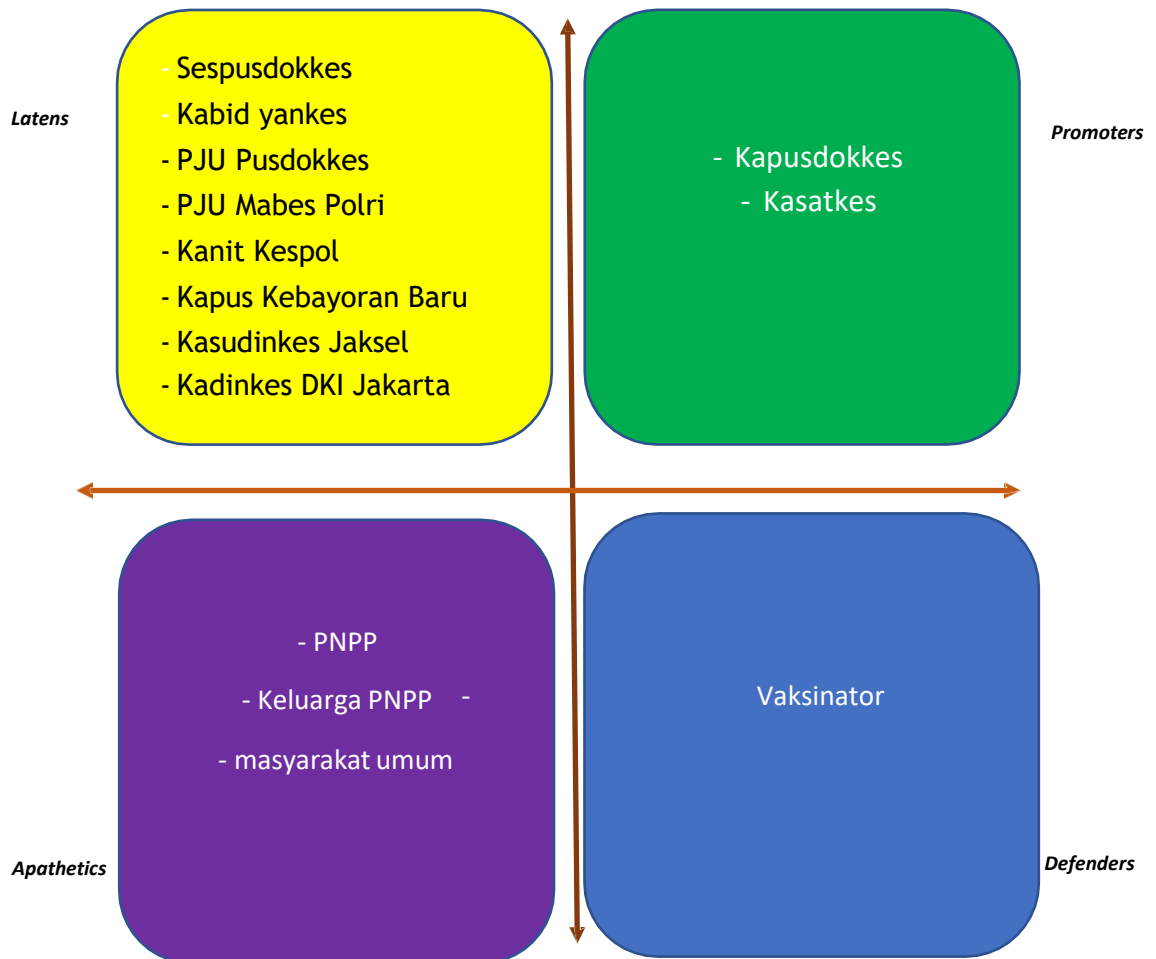 Latens
- Sespusdokkes
- Kabid yankes
- PJU Pusdokkes
- PJU Mabes Polri
- Kanit Kespol
- Kapus Kebayoran Baru
- Kasudinkes Jaksel
- Kadinkes DKI Jakarta
Promoters
- Kapusdokkes
- Kasatkes
Apathetics
- PNPP
- Keluarga PNPP -
- masyarakat umum
Vaksinator
Defenders